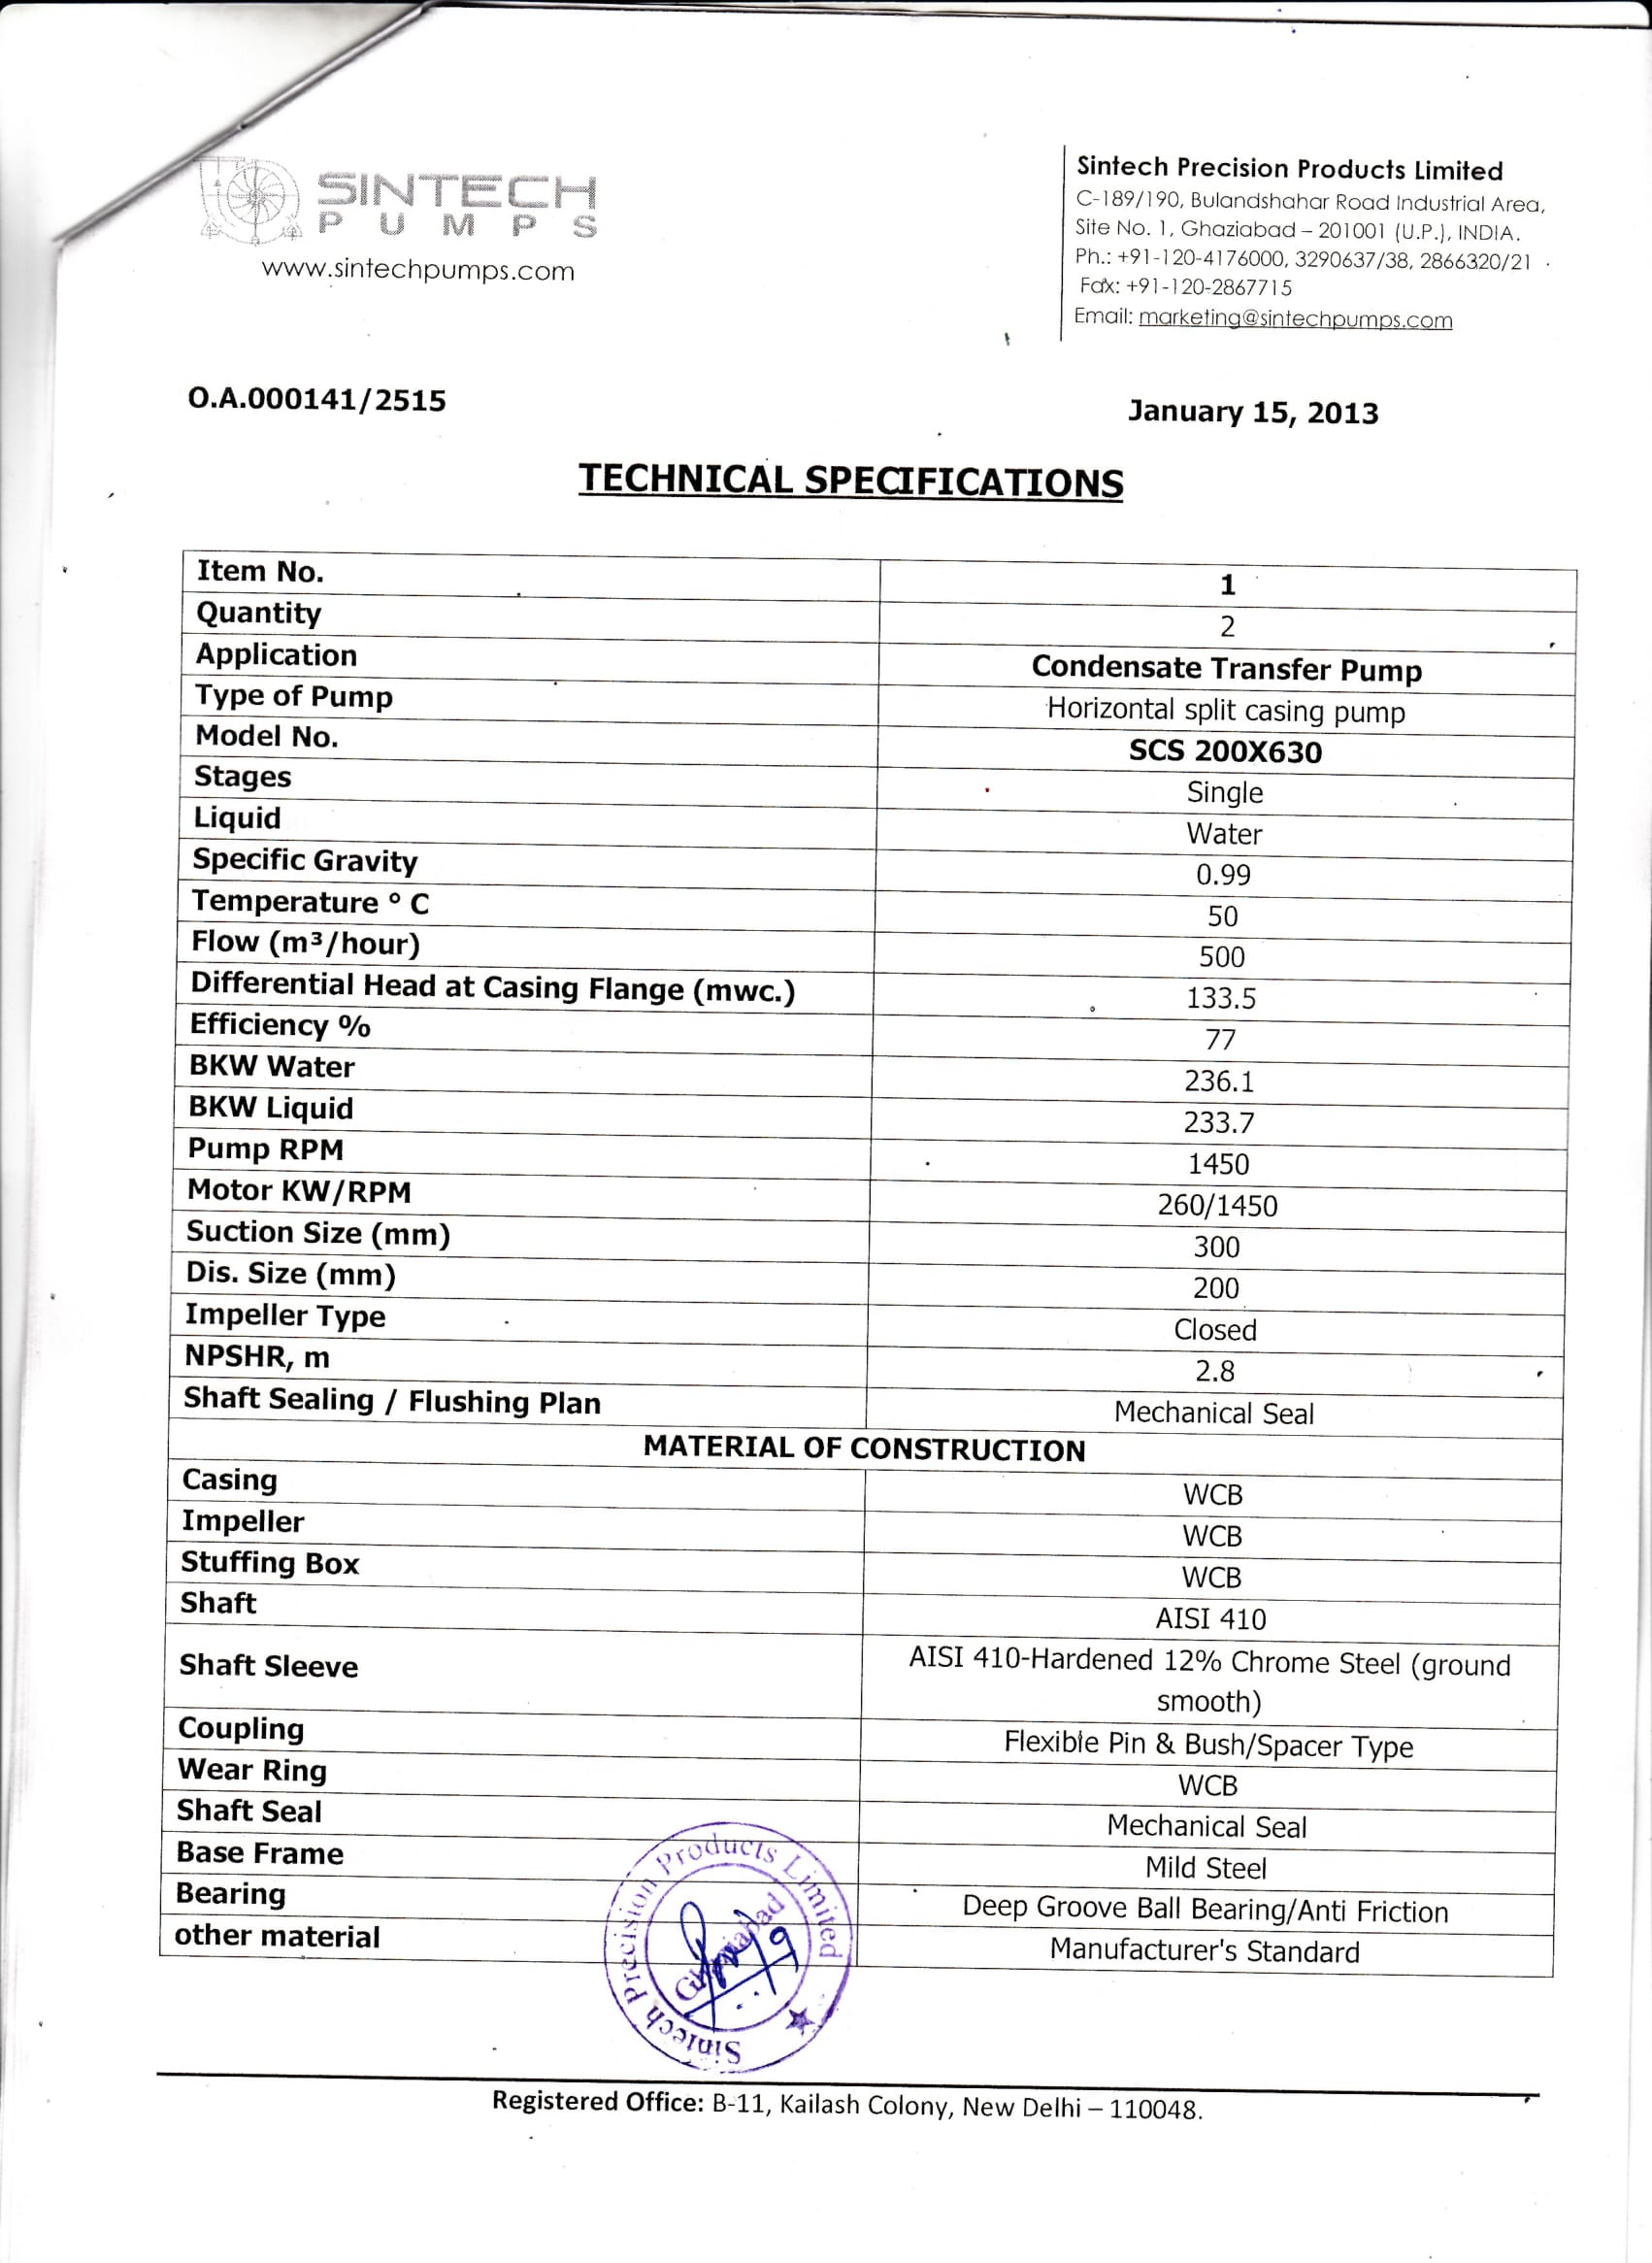 SINTECH
PUMPS
www.sintechpumps.com
Sintech Precision Products Limited
C-189/190, Bulandshahar Road Industrial Area,
Site No. 1, Ghaziabad – 201001 (U.P.), INDIA.
Ph.: +91-120-4176000, 3290637/38, 2866320/21
Fax: +91-120-2867715
Email: marketing@sintechpumps.com
O.A.000141/2515
January 15, 2013
TECHNICAL SPECIFICATIONS
Item No. 1
Quantity 2
Application Condensate Transfer Pump
Type of Pump Horizontal split casing pump
Model No. SCS 200X630
Stages Single
Liquid Water
Specific Gravity 0.99
Temperature ° C 50
Flow (m³/hour) 500
Differential Head at Casing Flange (mwc.) 133.5
Efficiency % 77
BKW Water 236.1
BKW Liquid 233.7
Pump RPM 1450
Motor KW/RPM 260/1450
Suction Size (mm) 300
Dis. Size (mm) 200
Impeller Type Closed
NPSHR, m 2.8
Shaft Sealing / Flushing Plan Mechanical Seal
MATERIAL OF CONSTRUCTION
Casing WCB
Impeller WCB
Stuffing Box WCB
Shaft AISI 410
Shaft Sleeve AISI 410-Hardened 12% Chrome Steel (ground
smooth)
Coupling Flexible Pin & Bush/Spacer Type
Wear Ring WCB
Shaft Seal Mechanical Seal
Base Frame Mild Steel
Bearing Deep Groove Ball Bearing/Anti Friction
other material Manufacturer's Standard
Sintech Precision Products Limited
Ghaziabad
Registered Office: B-11, Kailash Colony, New Delhi – 110048.